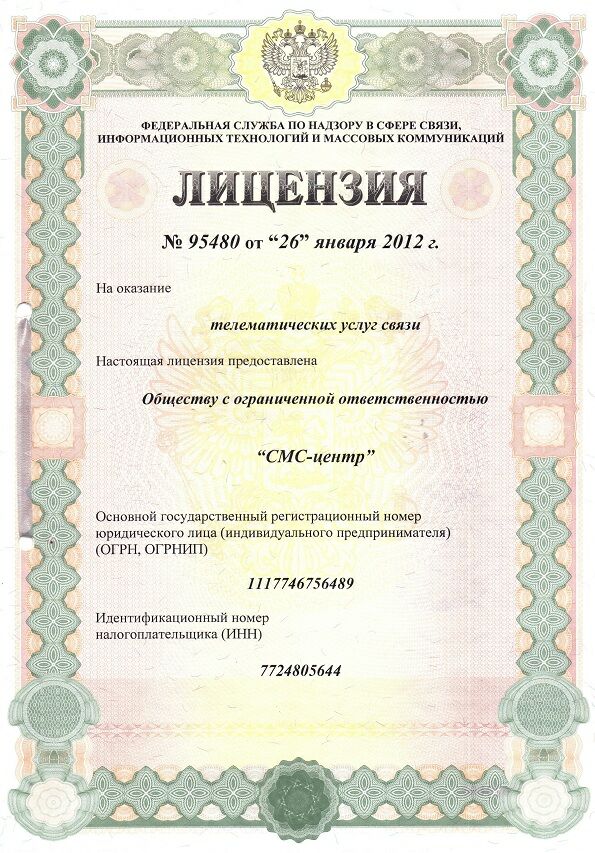 ФЕДЕРАЛЬНАЯ СЛУЖБА ПО НАДЗОРУ В СФЕРЕ СВЯЗИ,
ИНФОРМАЦИОННЫХ ТЕХНОЛОГИЙ И МАССОВЫХ КОММУНИКАЦИЙ
ЛИЦЕНЗИЯ
№ 95480 от “26” января 2012 г.
На оказание
телематических услуг связи
Настоящая лицензия предоставлена
Обществу с ограниченной ответственностью
“СМС-центр”
Основной государственный регистрационный номер
юридического лица (индивидуального предпринимателя)
(ОГРН, ОГРНИП)
1117746756489
Идентификационный номер
налогоплательщика (ИНН)
7724805644